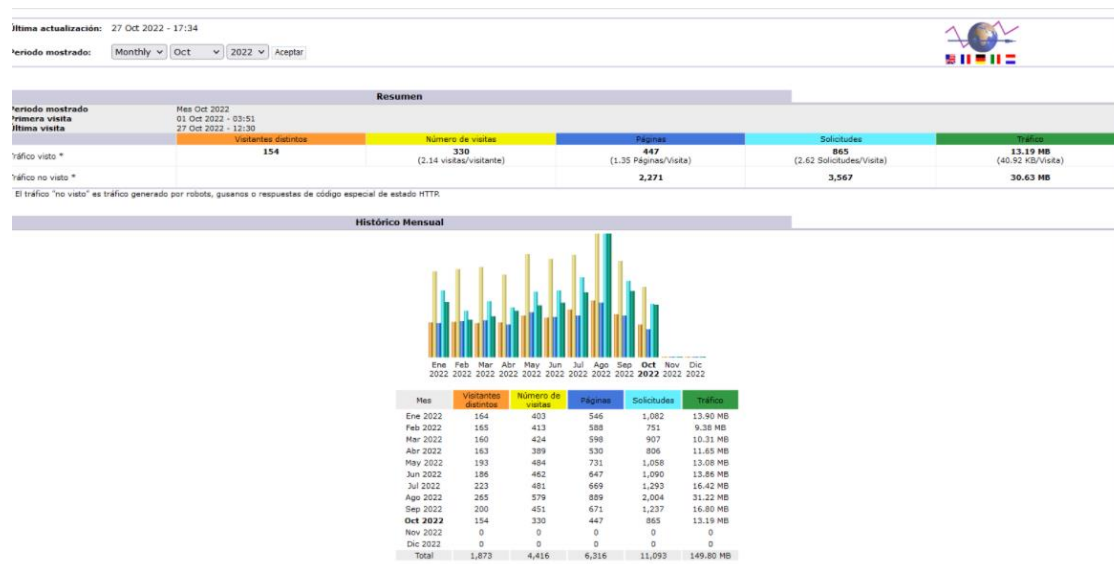 Última actualización: 27 Oct 2022 - 17:34
Periodo mostrado: Monthly Oct 2022 Aceptar
Resumen
Periodo mostrado Mes Oct 2022
Primera visita 01 Oct 2022 - 03:51
Última visita 27 Oct 2022 - 12:30
Visitantes distintos Número de visitas Páginas Solicitudes Tráfico
Tráfico visto * 154 330 447 865 13.19 MB
(2.14 visitas/visitante) (1.35 Páginas/Visita) (2.62 Solicitudes/Visita) (40.92 KB/Visita)
Tráfico no visto * 2,271 3,567 30.63 MB
El tráfico "no visto" es tráfico generado por robots, gusanos o respuestas de código especial de estado HTTP.
Histórico Mensual
Ene Feb Mar Abr May Jun Jul Ago Sep Oct Nov Dic
2022 2022 2022 2022 2022 2022 2022 2022 2022 2022 2022 2022
Mes Visitantes distintos Número de visitas Páginas Solicitudes Tráfico
Ene 2022 164 403 546 1,082 13.90 MB
Feb 2022 165 413 588 751 9.38 MB
Mar 2022 160 424 598 907 10.31 MB
Abr 2022 163 389 530 806 11.65 MB
May 2022 193 484 731 1,058 13.08 MB
Jun 2022 186 462 647 1,090 13.86 MB
Jul 2022 223 481 669 1,293 16.42 MB
Ago 2022 265 579 889 2,004 31.22 MB
Sep 2022 200 451 671 1,237 16.80 MB
Oct 2022 154 330 447 865 13.19 MB
Nov 2022 0 0 0 0 0
Dic 2022 0 0 0 0 0
Total 1,873 4,416 6,316 11,093 149.80 MB